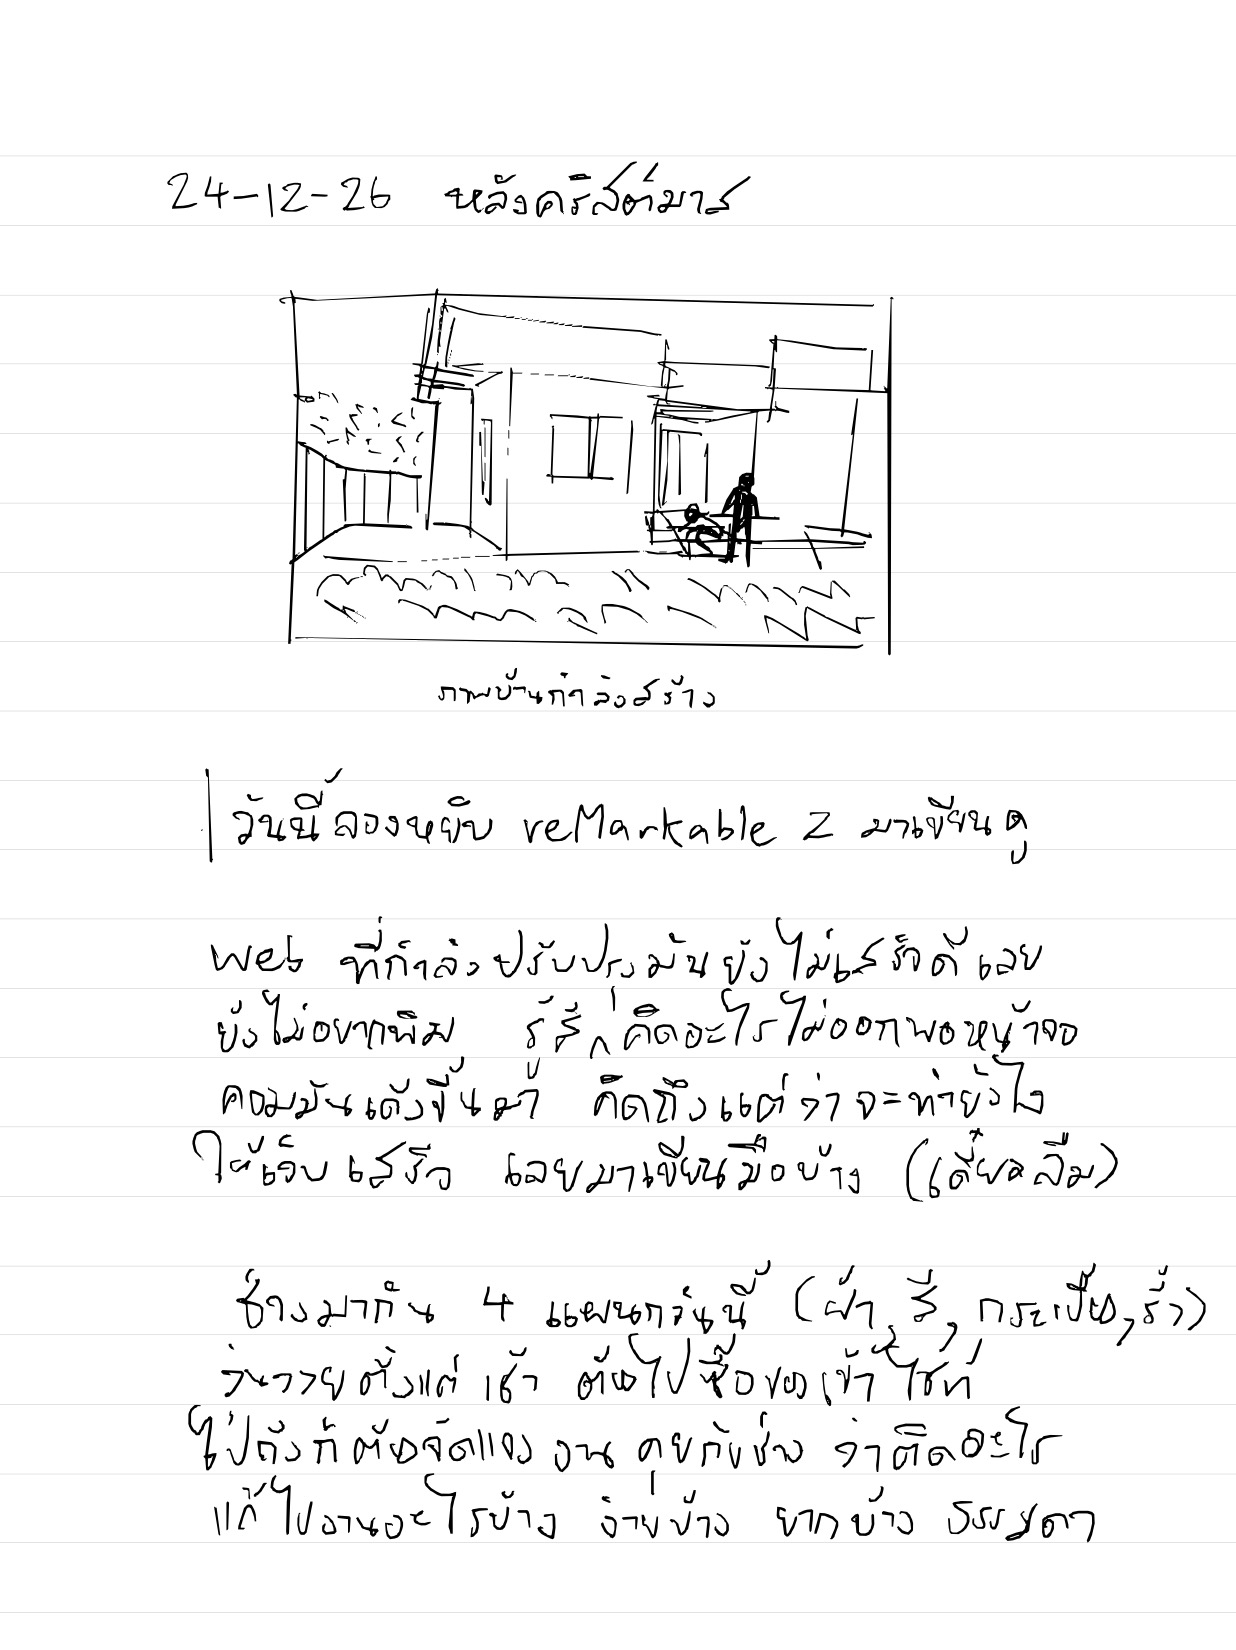 24-12-26 หลังคริสต์มาส
ภาพบ้านกำลังสร้าง
วันนี้ลองหยิบ reMarkable 2 มาเขียนดู
web ที่กำลังปรับปรุงมันยังไม่เสร็จดีเลย
ยังไม่อยากพิม รู้สึกคิดอะไรไม่ออกพอหน้าจอ
คอมมันเด้งขึ้นมา คิดถึงแต่ว่าจะทำยังไง
ให้เว็บเสร็จ เลยมาเขียนมือบ้าง (เดี๋ยวลืม)
ช่างมากัน 4 แผนกวันนี้ (ฝ้า, สี, กระเบื้อง, รั้ว)
วุ่นวายตั้งแต่เช้า ต้องไปซื้อของเข้าไซท์
ไปถึงก็ต้องจัดแจงงาน คุยกับช่าง ว่าติดอะไร
แก้ไขงานอะไรบ้าง ง่ายบ้าง ยากบ้าง ธรรมดา